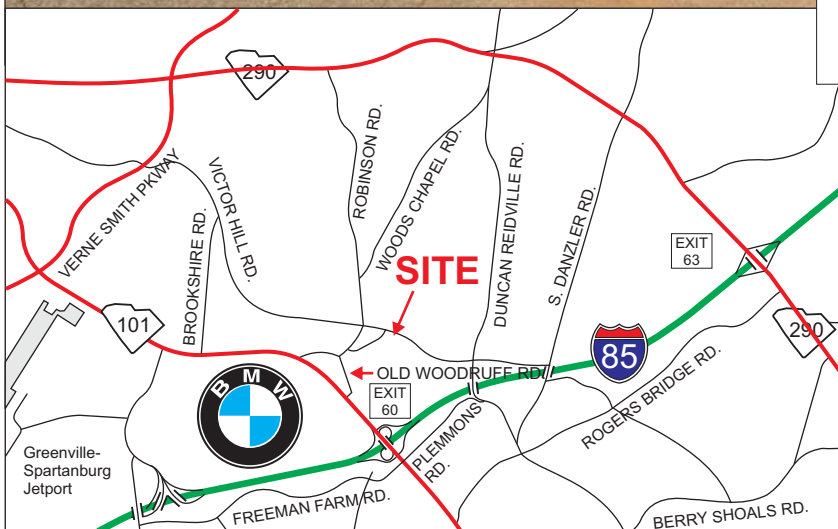 290
ROBINSON RD.
WOODS CHAPEL RD.
VERNE SMITH PKWAY
VICTOR HILL RD.
DUNCAN REIDVILLE RD.
S. DANZLER RD.
BROOKSHIRE RD.
EXIT
63
SITE
101
290
85
OLD WOODRUFF RD.
BMW
EXIT
60
ROGERS BRIDGE RD.
PLEMMONS
RD.
Greenville-
Spartanburg
Jetport
FREEMAN FARM RD.
BERRY SHOALS RD.